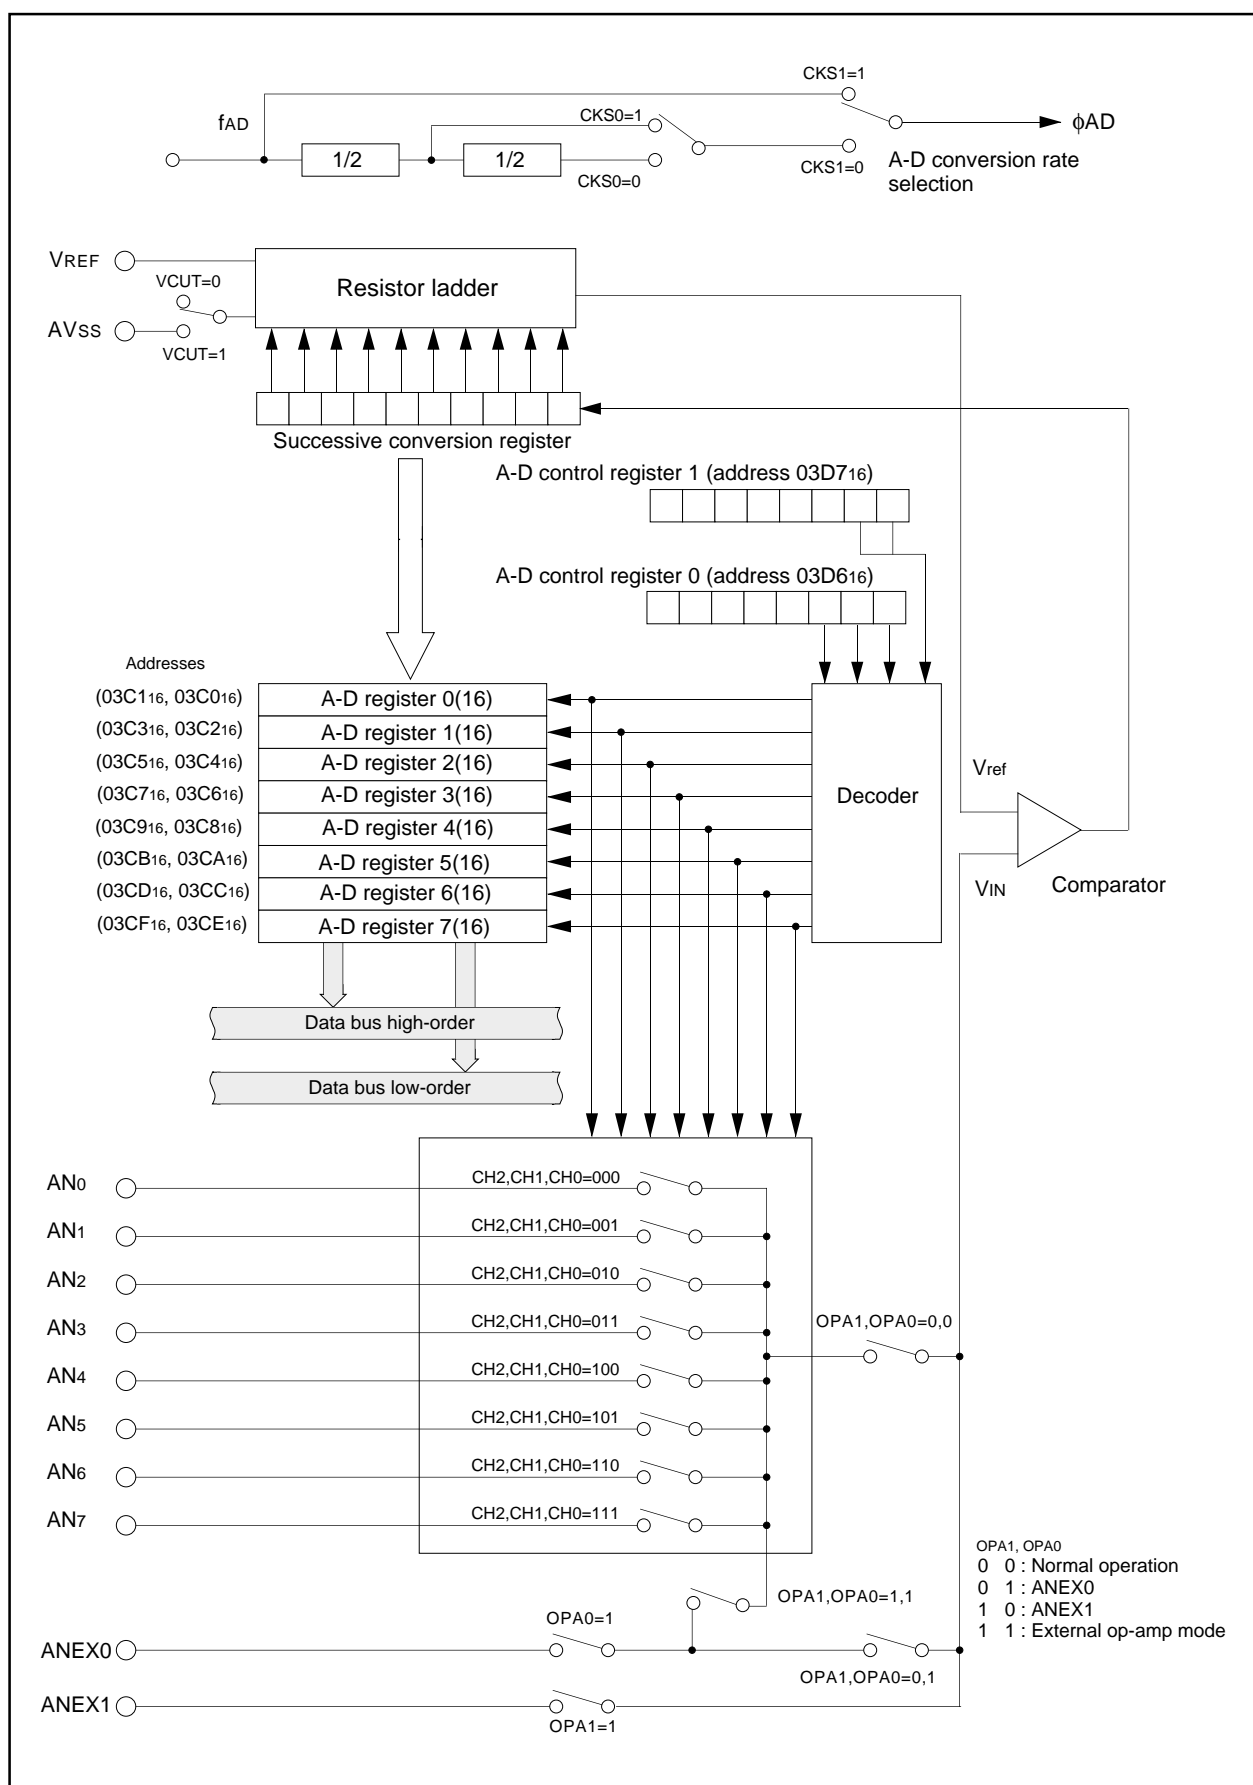 CKS1=1
CKS0=1
fAD
ϕAD
1/2 1/2
CKS0=0
CKS1=0
A-D conversion rate
selection
VREF
VCUT=0
Resistor ladder
AVSS
VCUT=1
Successive conversion register
A-D control register 1 (address 03D716)
A-D control register 0 (address 03D616)
Addresses
(03C116, 03C016) A-D register 0(16)
(03C316, 03C216) A-D register 1(16)
(03C516, 03C416) A-D register 2(16)
(03C716, 03C616) A-D register 3(16)
(03C916, 03C816) A-D register 4(16)
(03CB16, 03CA16) A-D register 5(16)
(03CD16, 03CC16) A-D register 6(16)
(03CF16, 03CE16) A-D register 7(16)
Decoder
Vref
VIN
Comparator
Data bus high-order
Data bus low-order
AN0 CH2,CH1,CH0=000
AN1 CH2,CH1,CH0=001
AN2 CH2,CH1,CH0=010
AN3 CH2,CH1,CH0=011
OPA1,OPA0=0,0
AN4 CH2,CH1,CH0=100
AN5 CH2,CH1,CH0=101
AN6 CH2,CH1,CH0=110
AN7 CH2,CH1,CH0=111
OPA1, OPA0
0 0 : Normal operation
0 1 : ANEX0
1 0 : ANEX1
1 1 : External op-amp mode
OPA1,OPA0=1,1
OPA0=1
ANEX0
OPA1,OPA0=0,1
ANEX1
OPA1=1